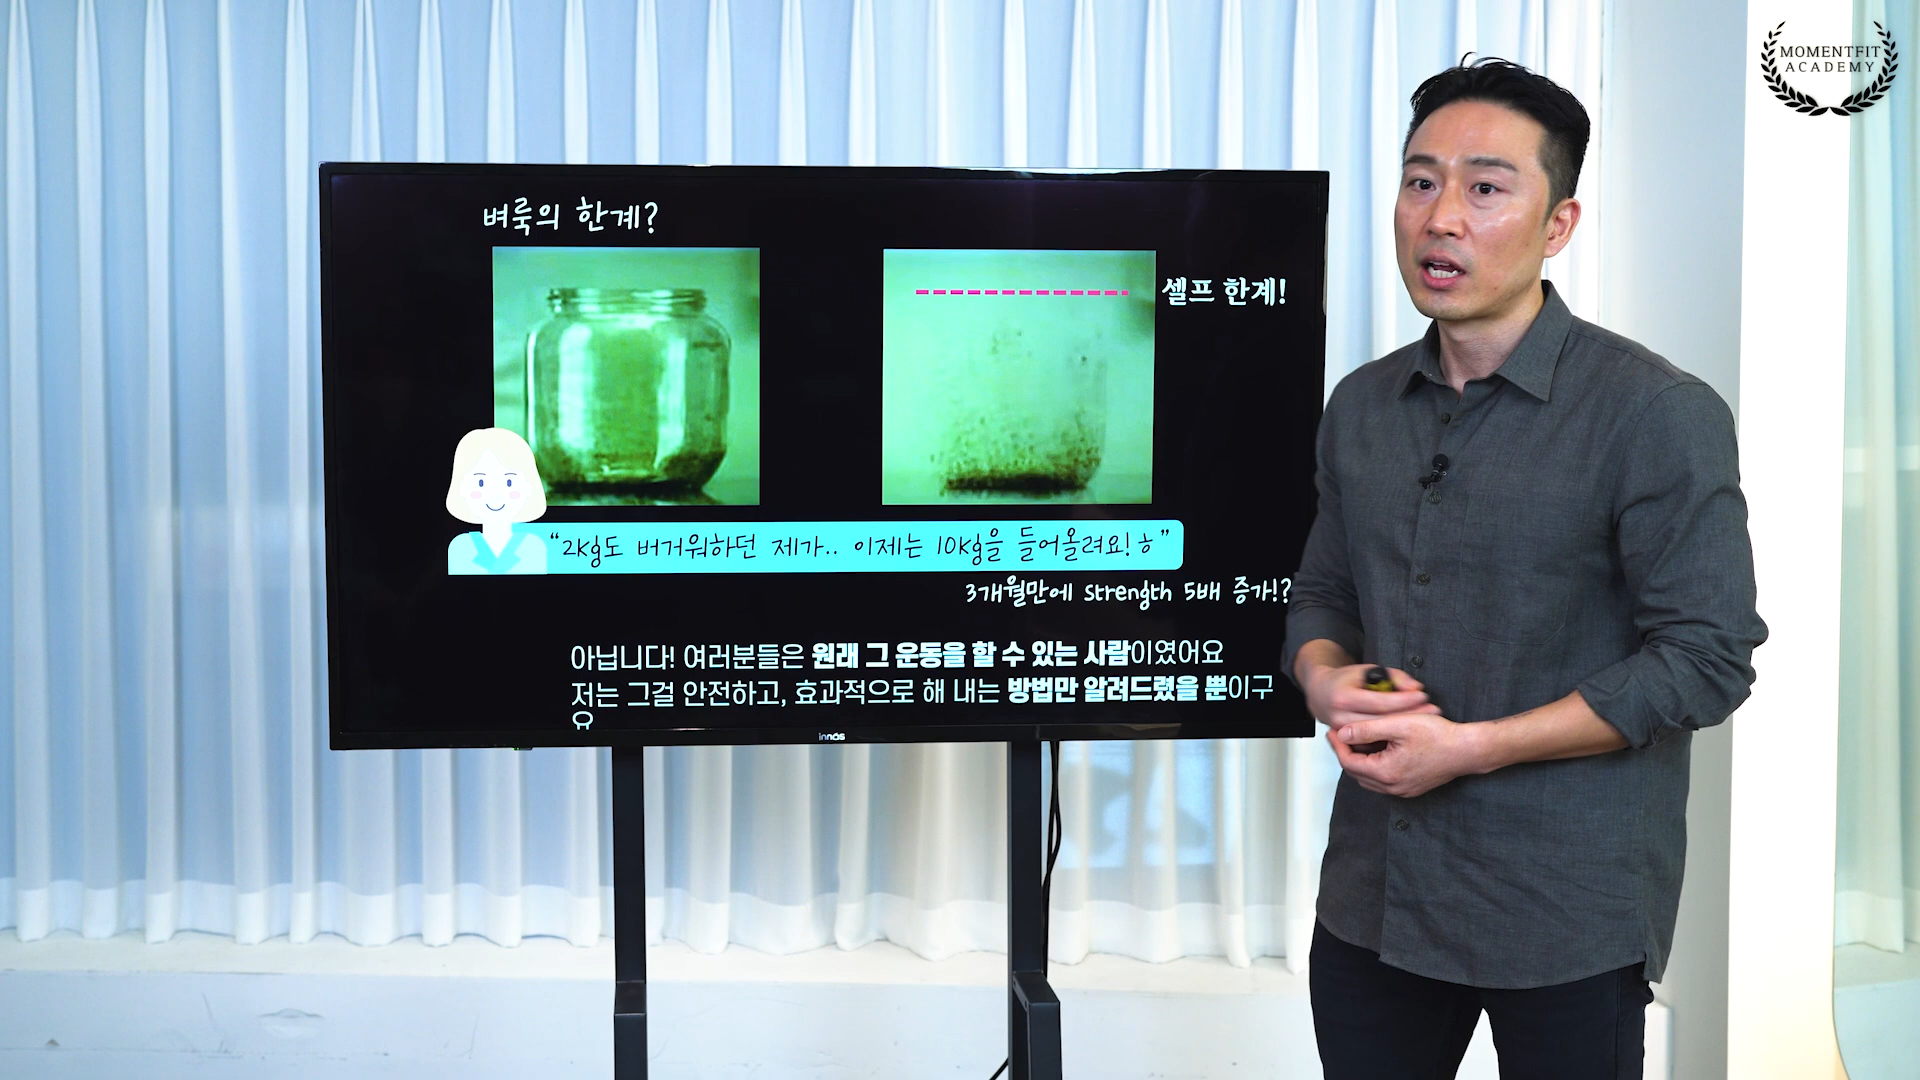 MOMENTFIT
ACADEMY
벼룩의 한계?
셀프 한계!
“2kg도 버거워하던 제가.. 이제는 10kg을 들어올려요!ㅎ”
3개월만에 strength 5배 증가!?
아닙니다! 여러분들은 원래 그 운동을 할 수 있는 사람이였어요
저는 그걸 안전하고, 효과적으로 해 내는 방법만 알려드렸을 뿐이구
요
innos